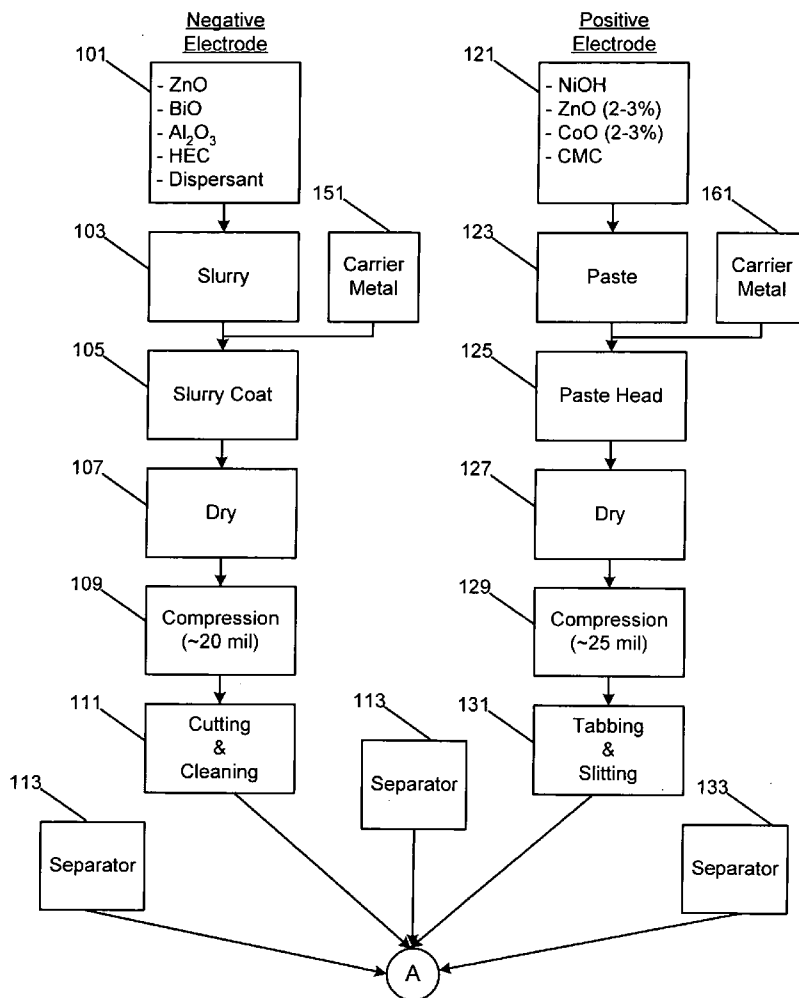 Negative
Electrode
Positive
Electrode
101
- ZnO
- BiO
- Al₂O₃
- HEC
- Dispersant
121
- NiOH
- ZnO (2-3%)
- CoO (2-3%)
- CMC
151
161
103
Slurry
Carrier
Metal
123
Paste
Carrier
Metal
105
Slurry Coat
125
Paste Head
107
Dry
127
Dry
109
Compression
(~20 mil)
129
Compression
(~25 mil)
111
Cutting
&
Cleaning
113
Separator
131
Tabbing
&
Slitting
113
Separator
133
Separator
A